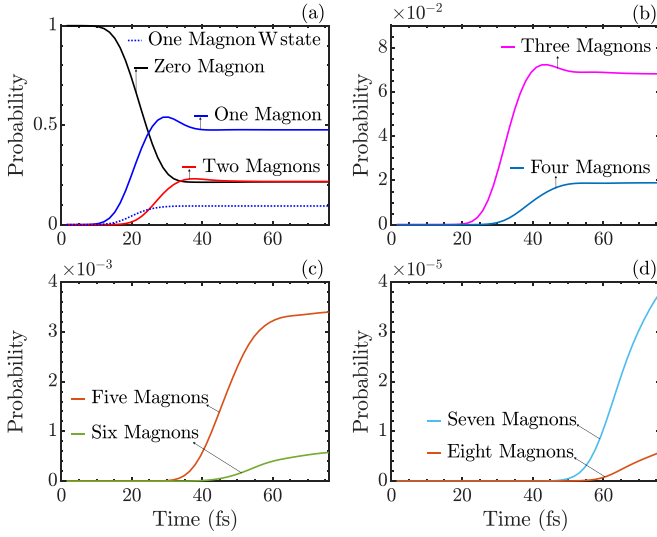 (a)
One Magnon W state
Zero Magnon
One Magnon
Two Magnons
Probability
1
0.5
0
0 20 40 60
×10⁻² (b)
Three Magnons
Four Magnons
Probability
8
6
4
2
0
0 20 40 60
×10⁻³ (c)
Five Magnons
Six Magnons
Probability
4
3
2
1
0
0 20 40 60
Time (fs)
×10⁻⁵ (d)
Seven Magnons
Eight Magnons
Probability
4
3
2
1
0
0 20 40 60
Time (fs)